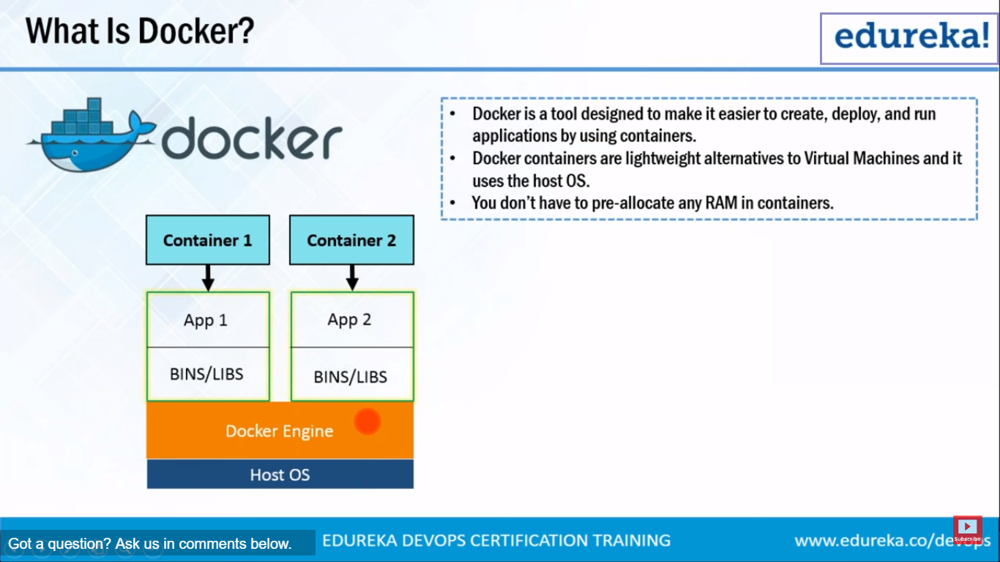 What Is Docker?
edureka!
docker
• Docker is a tool designed to make it easier to create, deploy, and run
applications by using containers.
• Docker containers are lightweight alternatives to Virtual Machines and it
uses the host OS.
• You don't have to pre-allocate any RAM in containers.
Container 1
Container 2
App 1
App 2
BINS/LIBS
BINS/LIBS
Docker Engine
Host OS
Got a question? Ask us in comments below.
EDUREKA DEVOPS CERTIFICATION TRAINING
www.edureka.co/devops
Subscribe